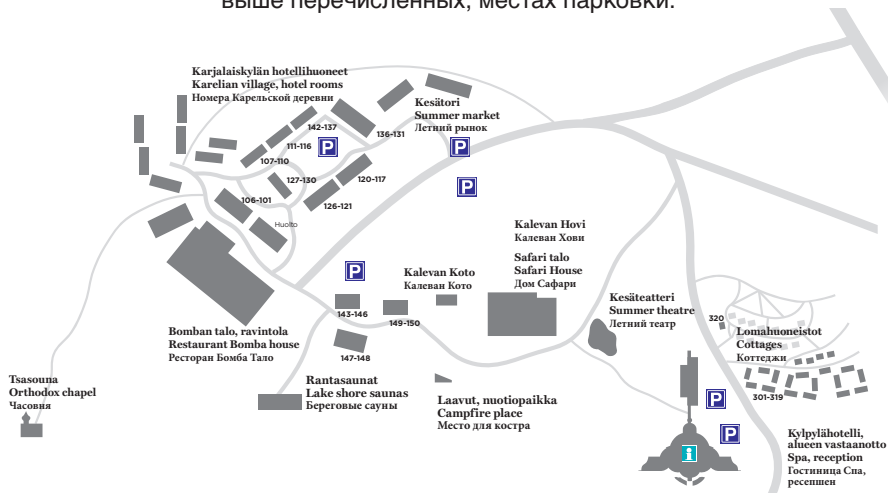 выше перечисленных, местах парковки.
Karjalaiskylän hotellihuoneet
Karelian village, hotel rooms
Номера Карельской деревни
Kesätori
Summer market
Летний рынок
142-137
136-131
111-116
107-110
P
P
P
127-130
120-117
106-101
126-121
Huolto
Kalevan Hovi
Калеван Хови
Safari talo
Safari House
Дом Сафари
P
Kalevan Koto
Калеван Кото
143-146
149-150
147-148
Kesäteatteri
Summer theatre
Летний театр
320
Lomahuoneistot
Cottages
Коттеджи
301-319
Bomban talo, ravintola
Restaurant Bomba house
Ресторан Бомба Тало
Tsasouna
Orthodox chapel
Часовня
Rantasaunat
Lake shore saunas
Береговые сауны
Laavut, nuotiopaikka
Campfire place
Место для костра
P
P
i
Kylpylähotelli,
alueen vastaanotto
Spa, reception
Гостиница Спа,
ресепшен